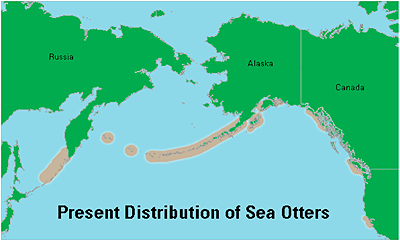 Russia
Alaska
Canada
Present Distribution of Sea Otters